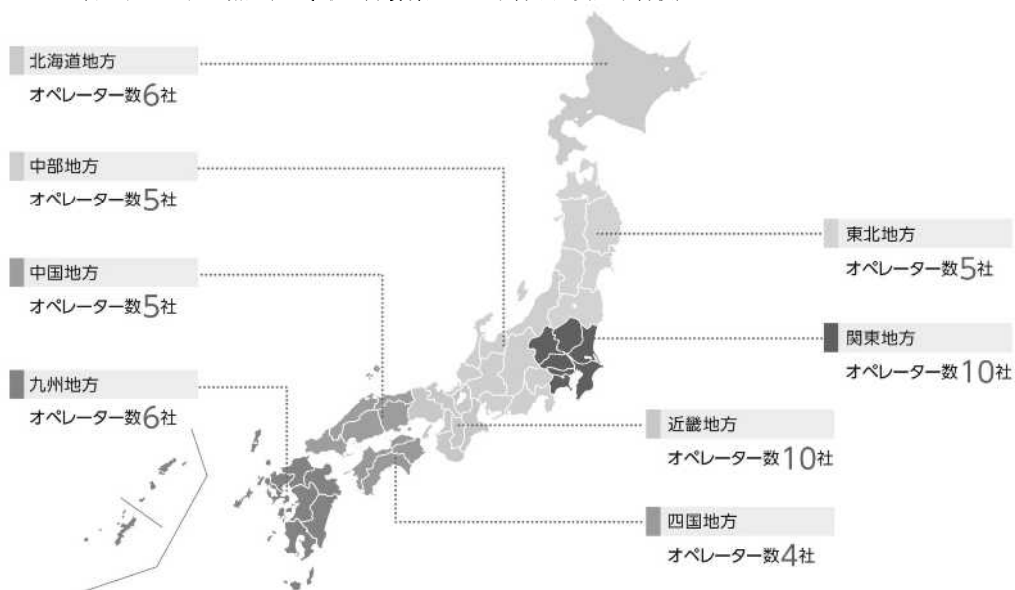 北海道地方
オペレーター数6社
中部地方
オペレーター数5社
東北地方
オペレーター数5社
中国地方
オペレーター数5社
関東地方
オペレーター数10社
九州地方
オペレーター数6社
近畿地方
オペレーター数10社
四国地方
オペレーター数4社